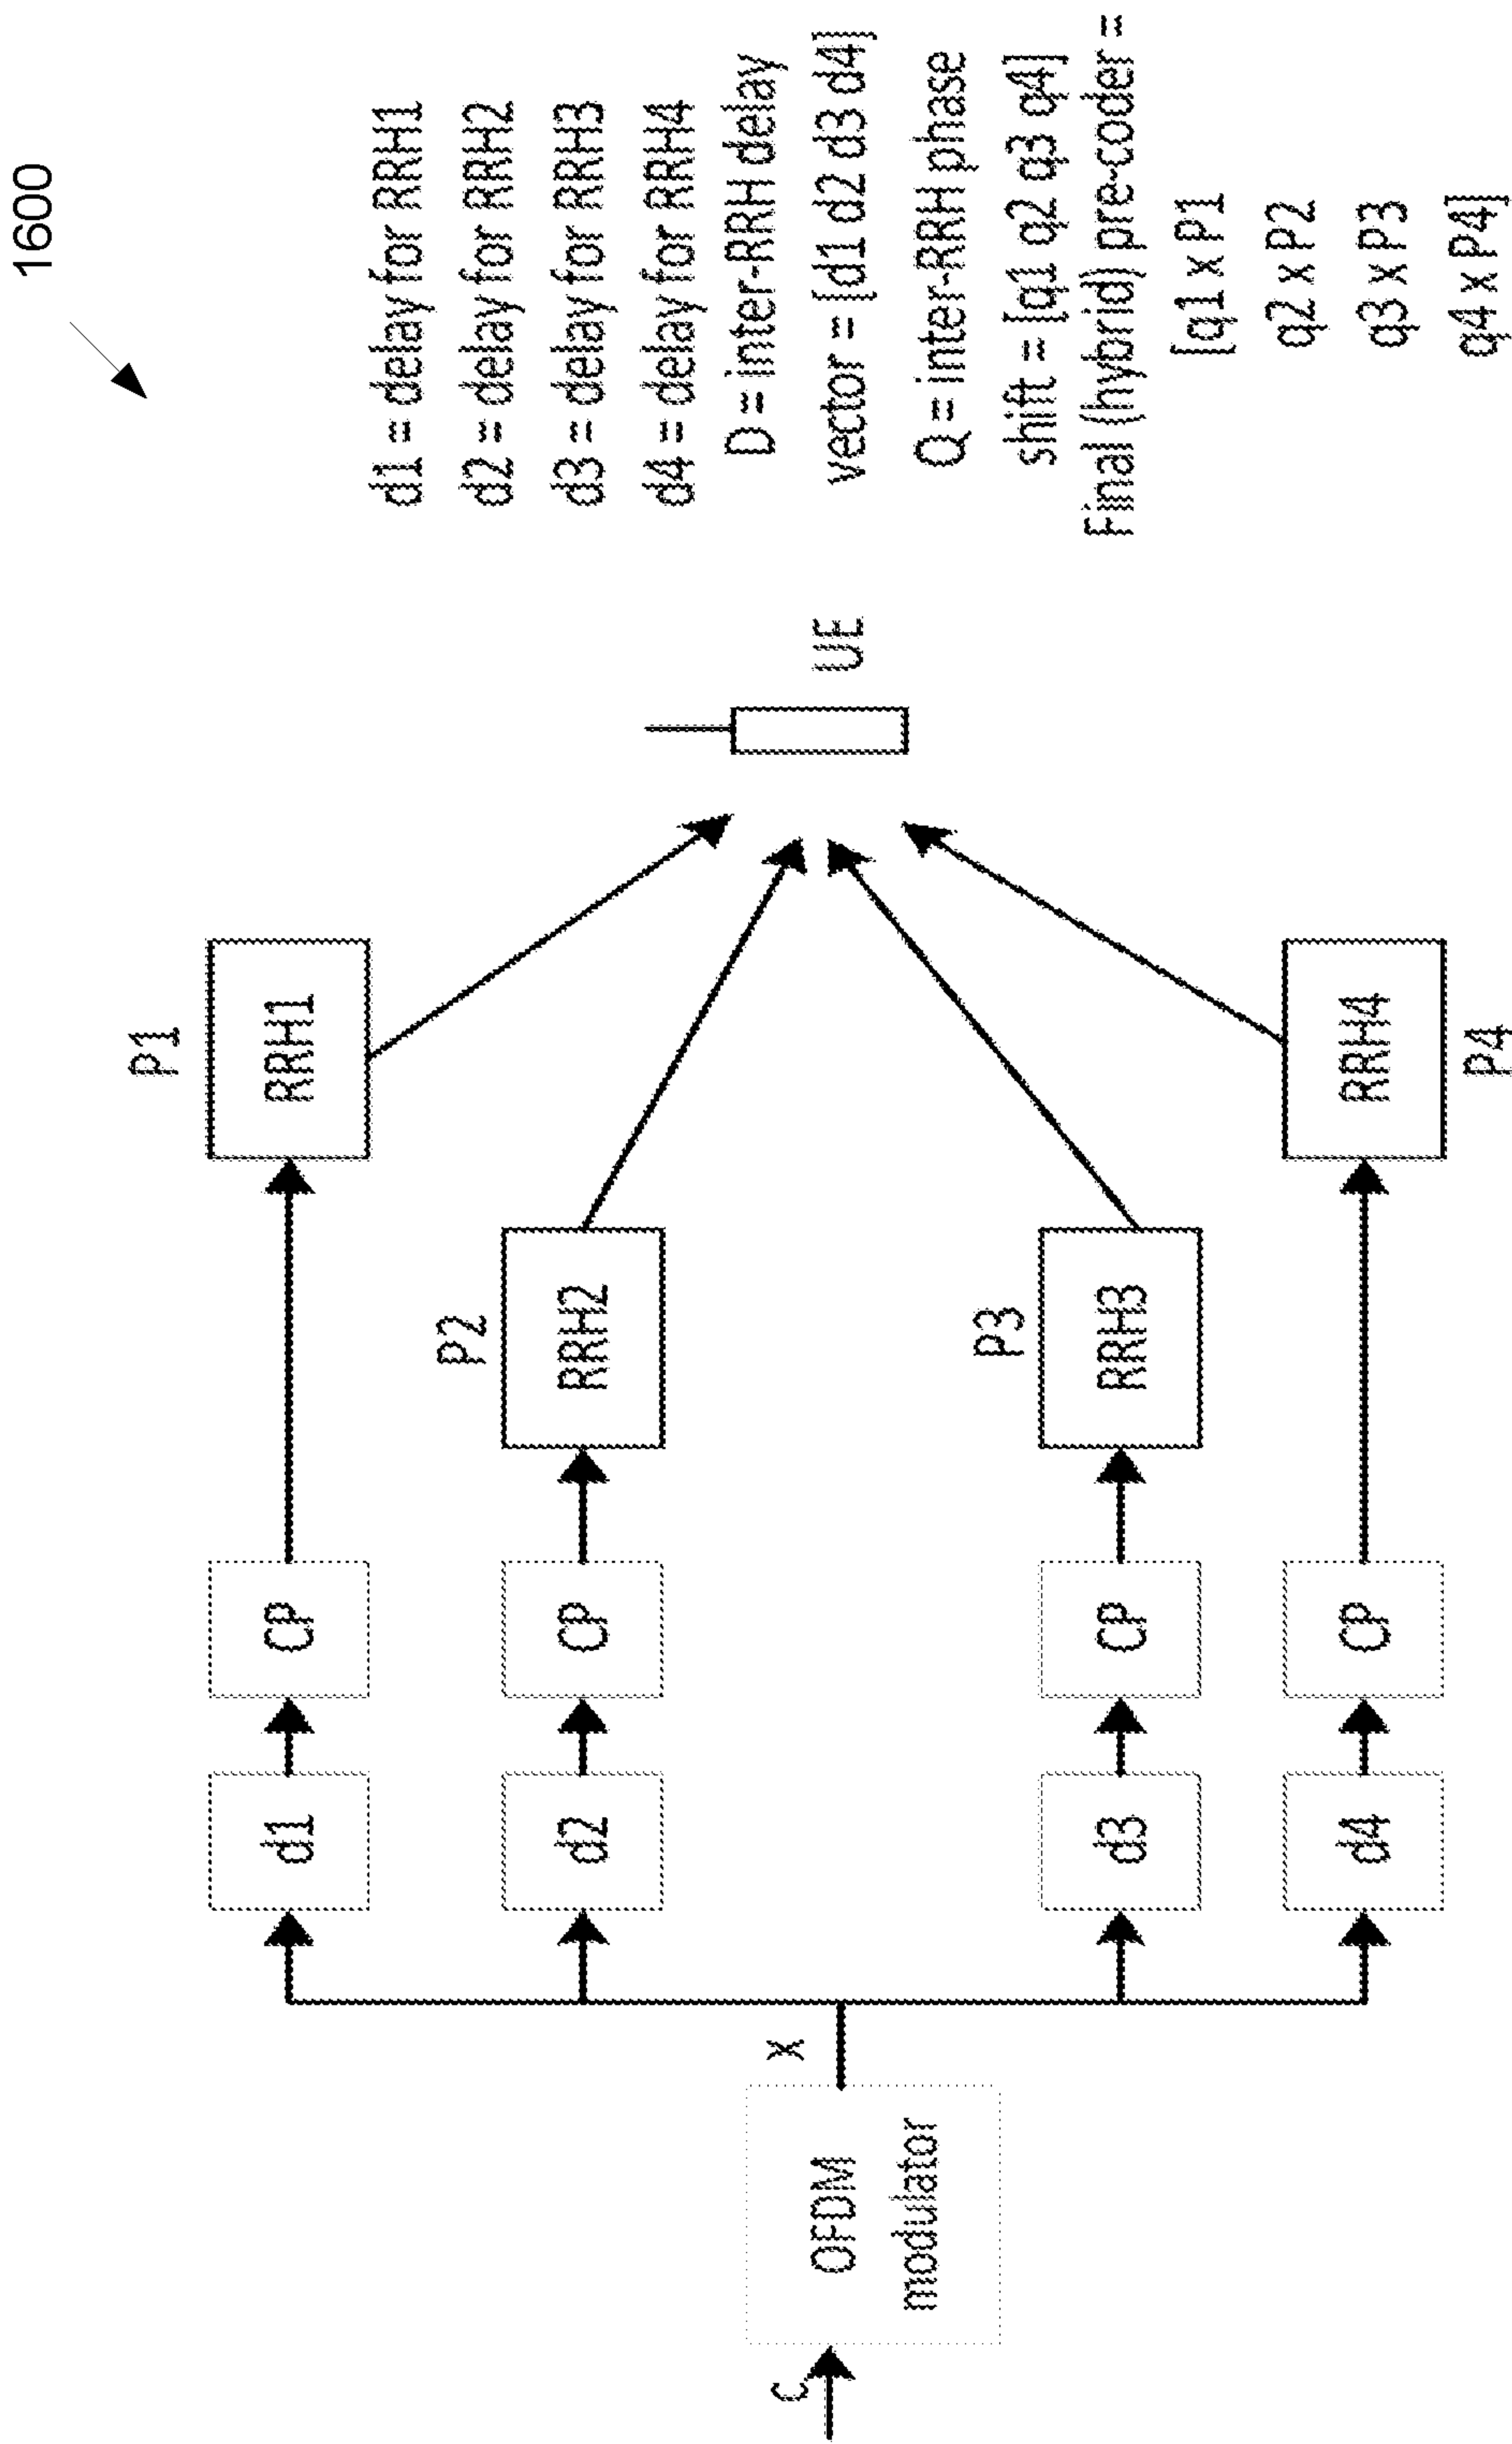 1600
C
OFDM
modulator
X
d1
CP
P1
RRH1
d2
CP
P2
RRH2
d3
CP
P3
RRH3
d4
CP
RRH4
P4
UE
d1 = delay for RRH1
d2 = delay for RRH2
d3 = delay for RRH3
d4 = delay for RRH4
D = inter-RRH delay
vector = [d1 d2 d3 d4]
Q = inter-RRH phase
shift = [q1 q2 q3 q4]
Final (hybrid) pre-coder =
[q1 x P1
q2 x P2
q3 x P3
q4 x P4]